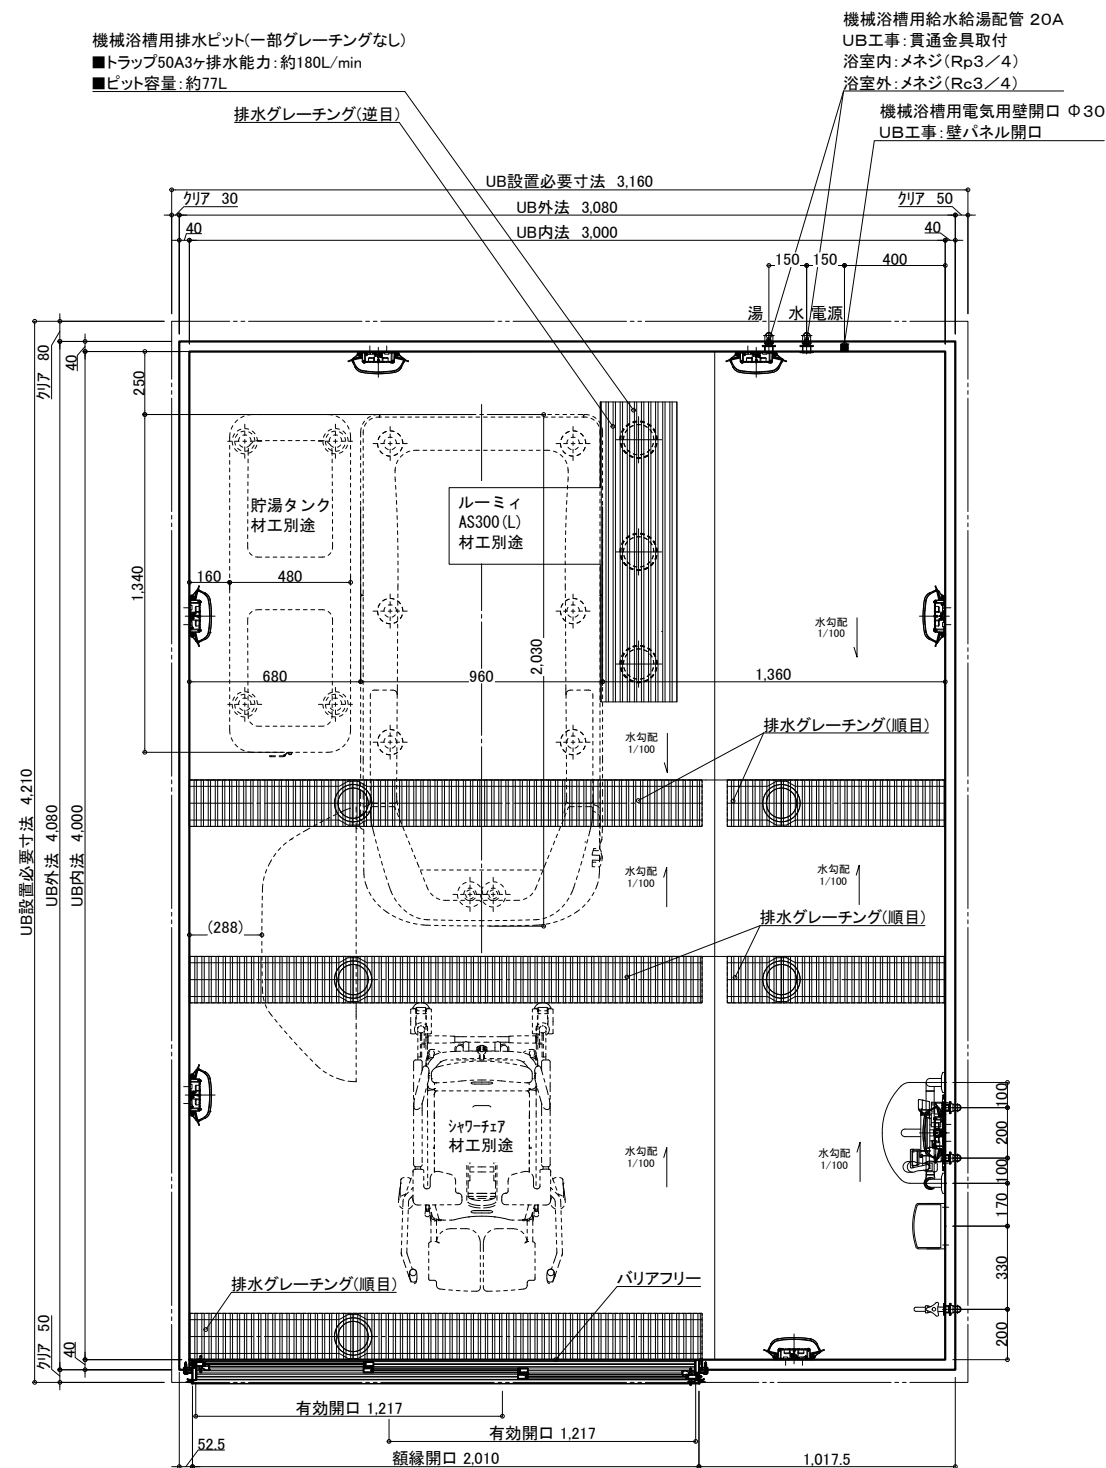 機械浴槽用排水ピット(一部グレーチングなし)
■トラップ50A3ヶ排水能力:約180L/min
■ピット容量:約77L
排水グレーチング(逆目)
機械浴槽用給水給湯配管 20A
UB工事:貫通金具取付
浴室内:メネジ(Rp3/4)
浴室外:メネジ(Rc3/4)
機械浴槽用電気用壁開口 Φ30
UB工事:壁パネル開口
UB設置必要寸法 3,160
クリア 30
UB外法 3,080
クリア 50
40
UB内法 3,000
40
150
150
400
湯
水
電源
クリア 80
40
250
貯湯タンク
材工別途
ルーミィ
AS300(L)
材工別途
1,340
160
480
2,030
水勾配
1/100
680
960
1,360
水勾配
1/100
排水グレーチング(順目)
UB設置必要寸法 4,210
UB外法 4,080
UB内法 4,000
水勾配
1/100
水勾配
1/100
(288)
排水グレーチング(順目)
シャワーチェア
材工別途
水勾配
1/100
水勾配
1/100
100
200
100
170
330
200
排水グレーチング(順目)
バリアフリー
クリア 50
40
有効開口 1,217
有効開口 1,217
52.5
額縁開口 2,010
1,017.5